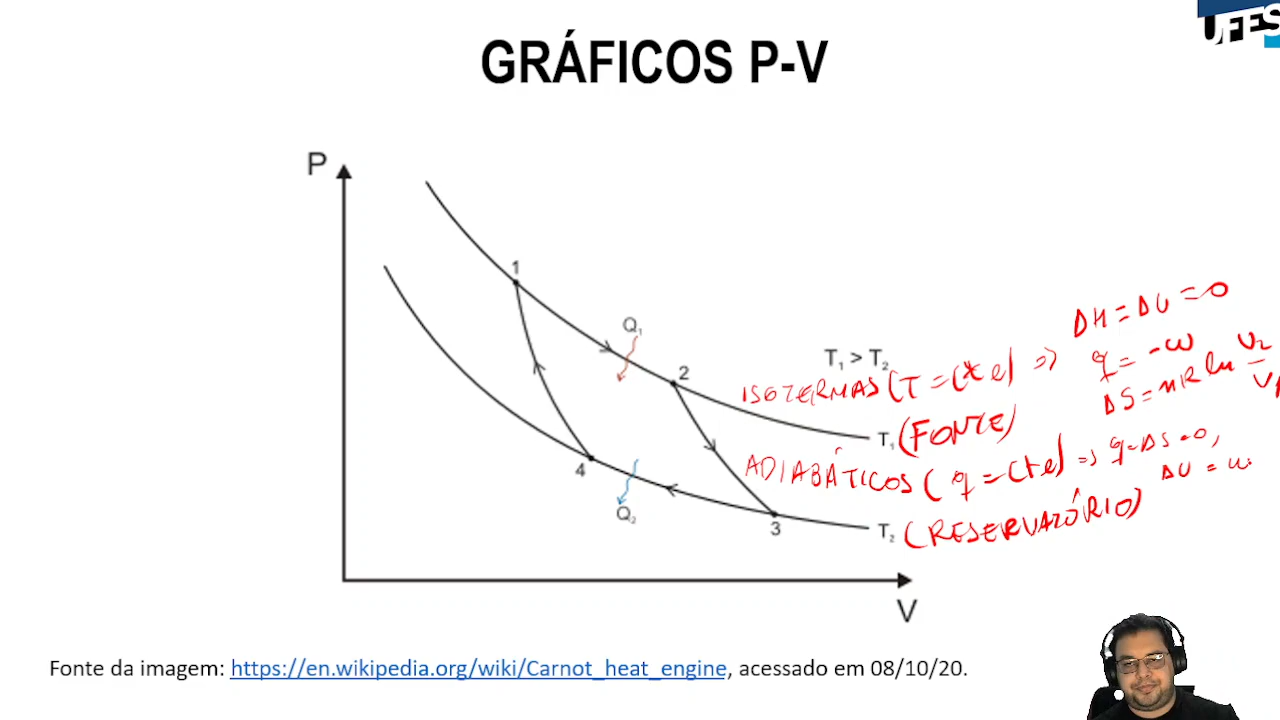 UFES
GRÁFICOS P-V
P
1
Q₁
2
T₁ > T₂
ΔH = ΔU = 0
ISOTERMAS (T = Cte) =>
q = -w
ΔS = nR ln V₂/V₁
T₁ (FONTE)
ADIABÁTICOS (q = Cte) => q = ΔS = 0,
ΔU = w
4
Q₂
3
T₂ (RESERVATÓRIO)
V
Fonte da imagem: https://en.wikipedia.org/wiki/Carnot_heat_engine, acessado em 08/10/20.